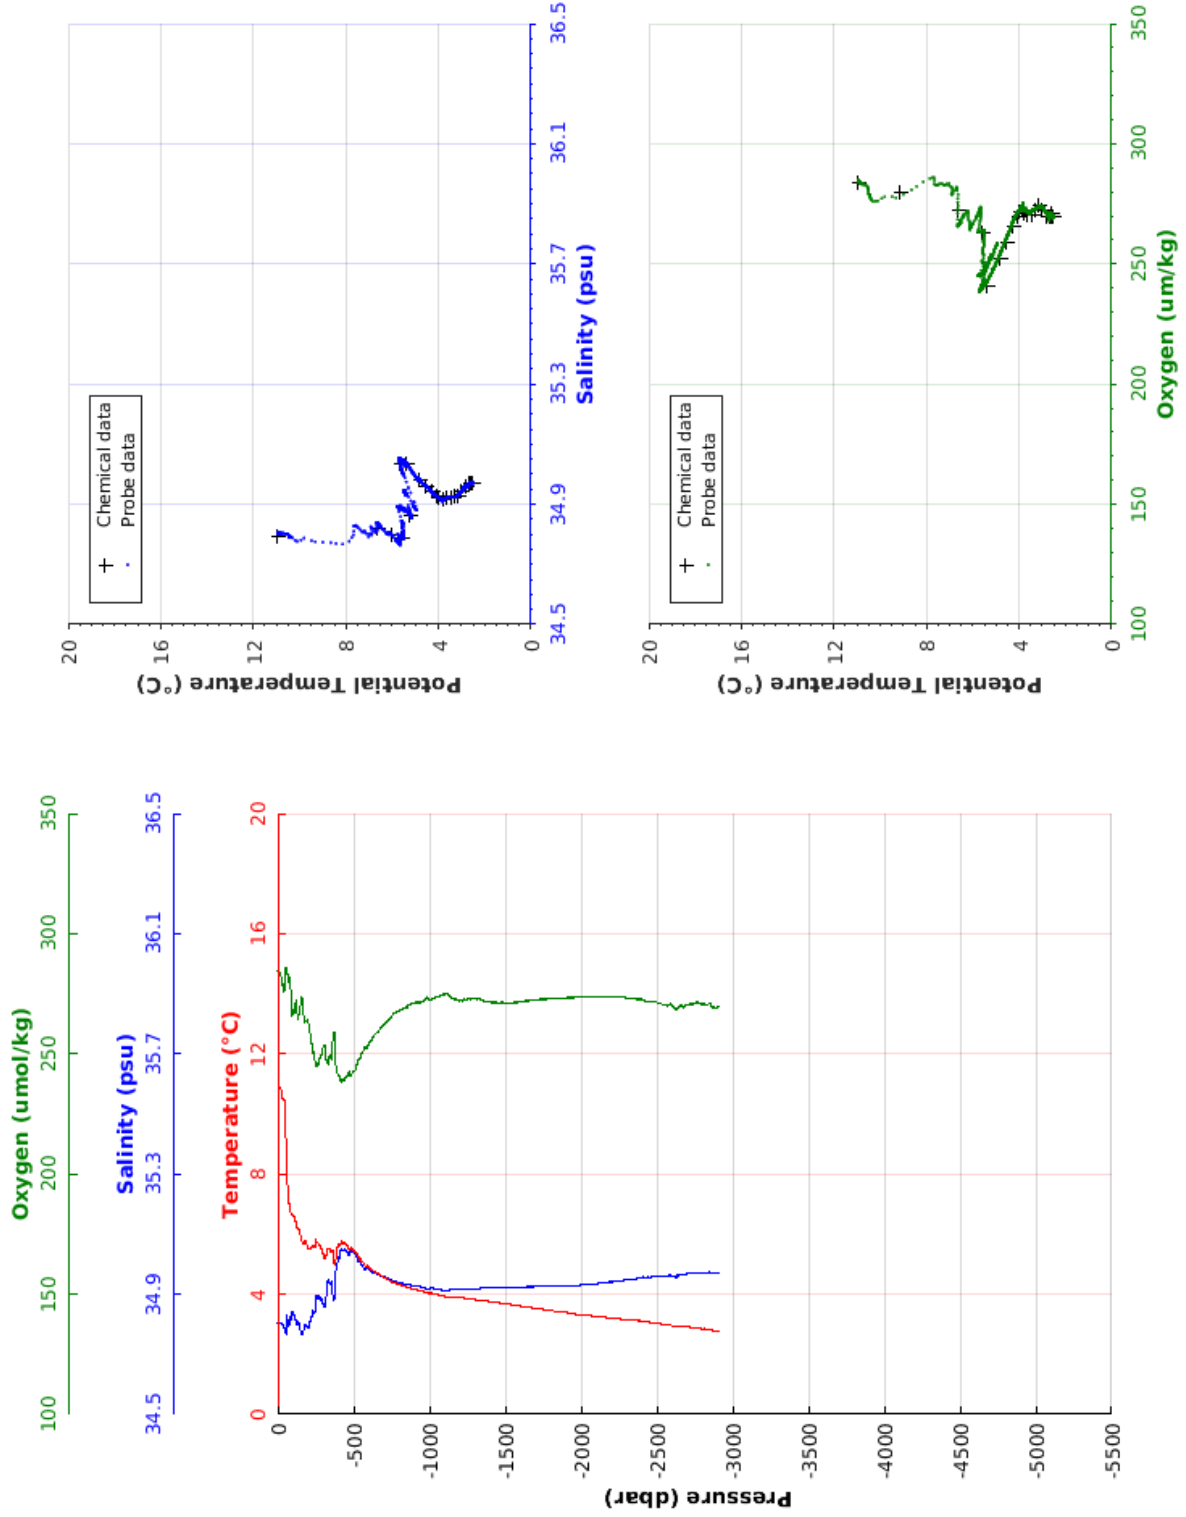 Oxygen (umol/kg)
100 150 200 250 300 350
Salinity (psu)
34.5 34.9 35.3 35.7 36.1 36.5
Temperature (°C)
0 4 8 12 16 20
Pressure (dbar)
0
-500
-1000
-1500
-2000
-2500
-3000
-3500
-4000
-4500
-5000
-5500
Potential Temperature (°C)
20
16
12
8
4
0
Chemical data
Probe data
34.5 34.9 35.3 35.7 36.1 36.5
Salinity (psu)
Potential Temperature (°C)
20
16
12
8
4
0
Chemical data
Probe data
100 150 200 250 300 350
Oxygen (um/kg)